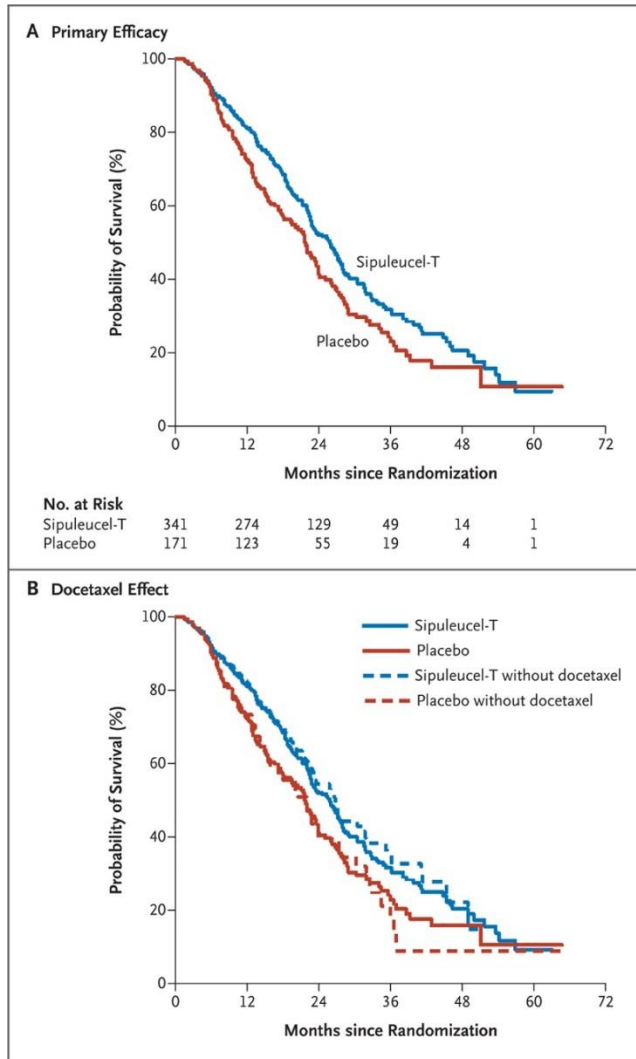 A Primary Efficacy
100
80
60
40
20
0
Probability of Survival (%)
Sipuleucel-T
Placebo
0 12 24 36 48 60 72
Months since Randomization
No. at Risk
Sipuleucel-T 341 274 129 49 14 1
Placebo 171 123 55 19 4 1
B Docetaxel Effect
100
80
60
40
20
0
Probability of Survival (%)
Sipuleucel-T
Placebo
Sipuleucel-T without docetaxel
Placebo without docetaxel
0 12 24 36 48 60 72
Months since Randomization